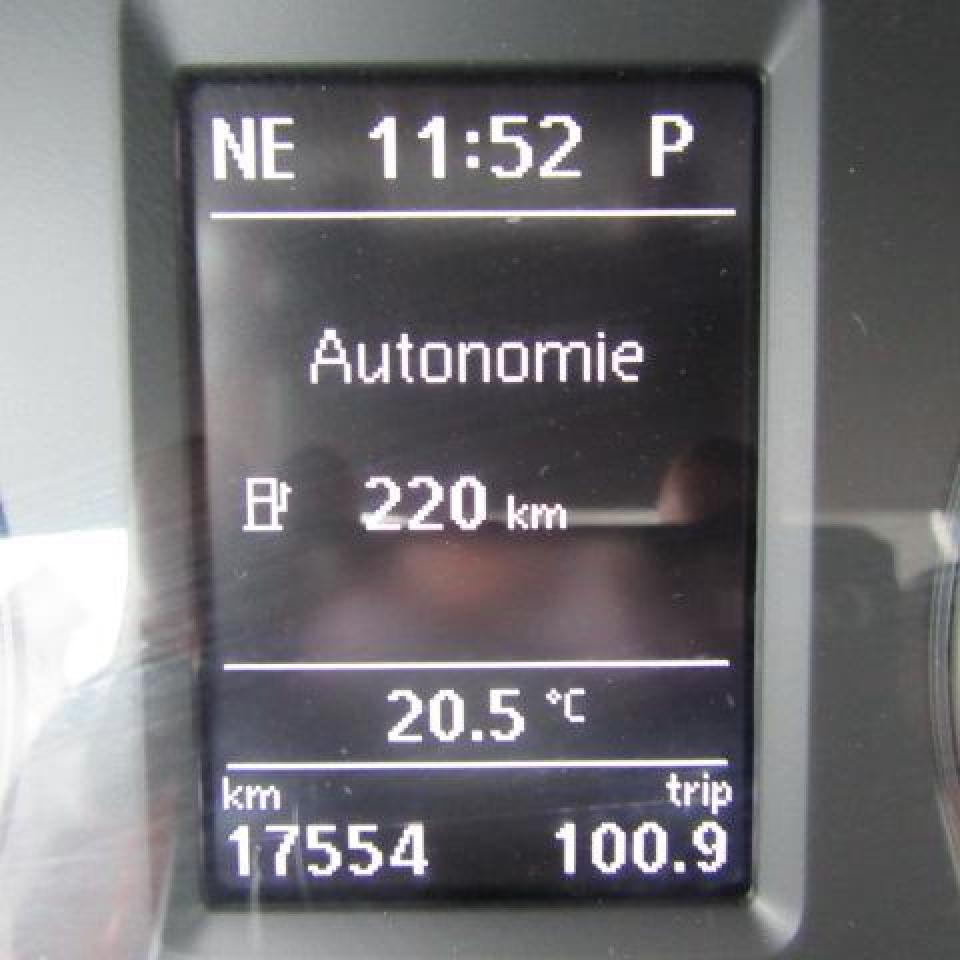 NE 11:52 P
Autonomie
220 km
20.5 °C
km trip
17554 100.9